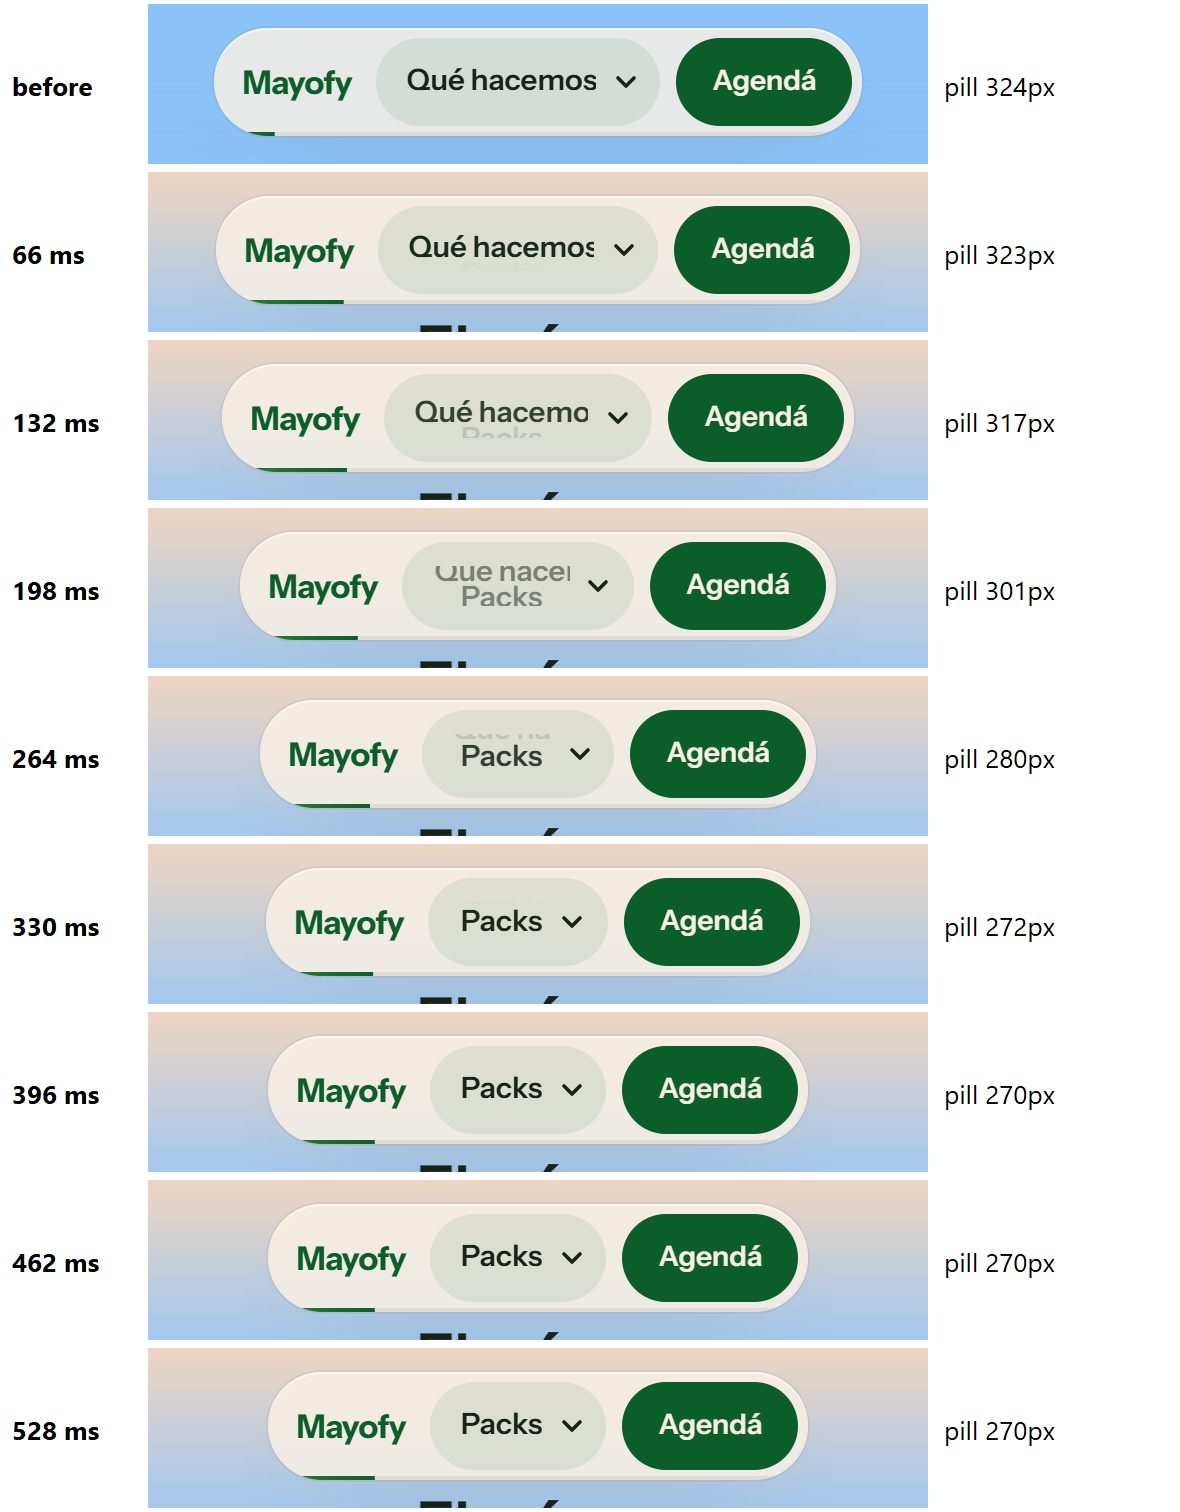 before Mayofy Qué hacemos Agendá pill 324px
66 ms Mayofy Qué hacemos Agendá pill 323px
132 ms Mayofy Qué hacemo Agendá pill 317px
Packs
198 ms Mayofy Agendá pill 301px
Packs
264 ms Mayofy Packs Agendá pill 280px
330 ms Mayofy Packs Agendá pill 272px
396 ms Mayofy Packs Agendá pill 270px
462 ms Mayofy Packs Agendá pill 270px
528 ms Mayofy Packs Agendá pill 270px